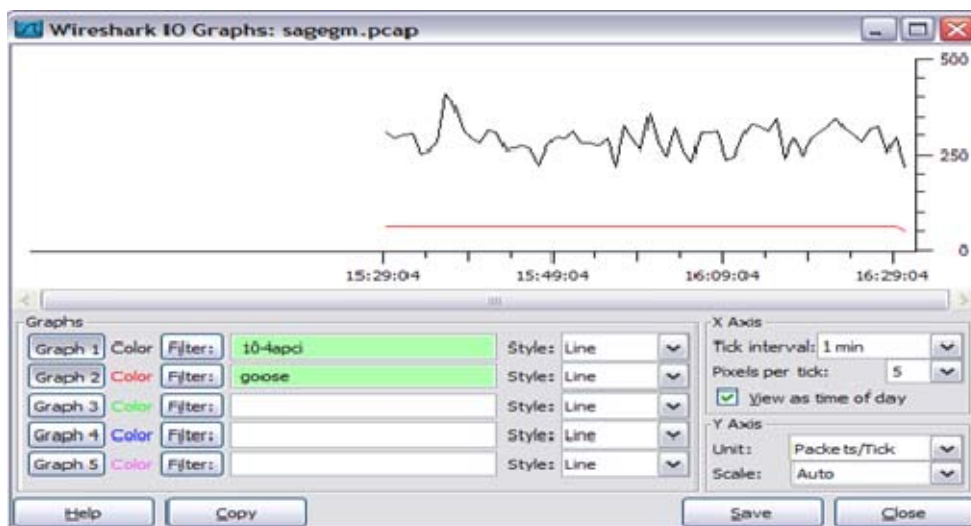 Wireshark IO Graphs: sagegm.pcap
500
250
0
15:29:04 15:49:04 16:09:04 16:29:04
Graphs
Graph 1 Color Filter: 104apci Style: Line
Graph 2 Color Filter: goose Style: Line
Graph 3 Color Filter: Style: Line
Graph 4 Color Filter: Style: Line
Graph 5 Color Filter: Style: Line
X Axis
Tick interval: 1 min
Pixels per tick: 5
View as time of day
Y Axis
Unit: Packets/Tick
Scale: Auto
Help Copy Save Close